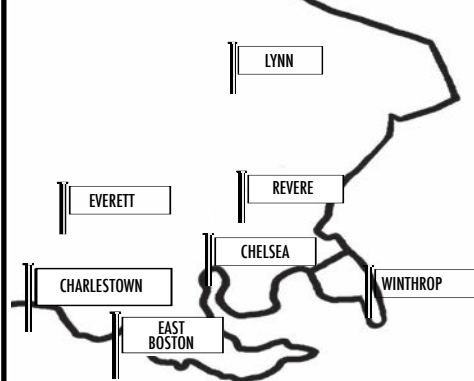 LYNN
REVERE
EVERETT
CHELSEA
WINTHROP
CHARLESTOWN
EAST
BOSTON